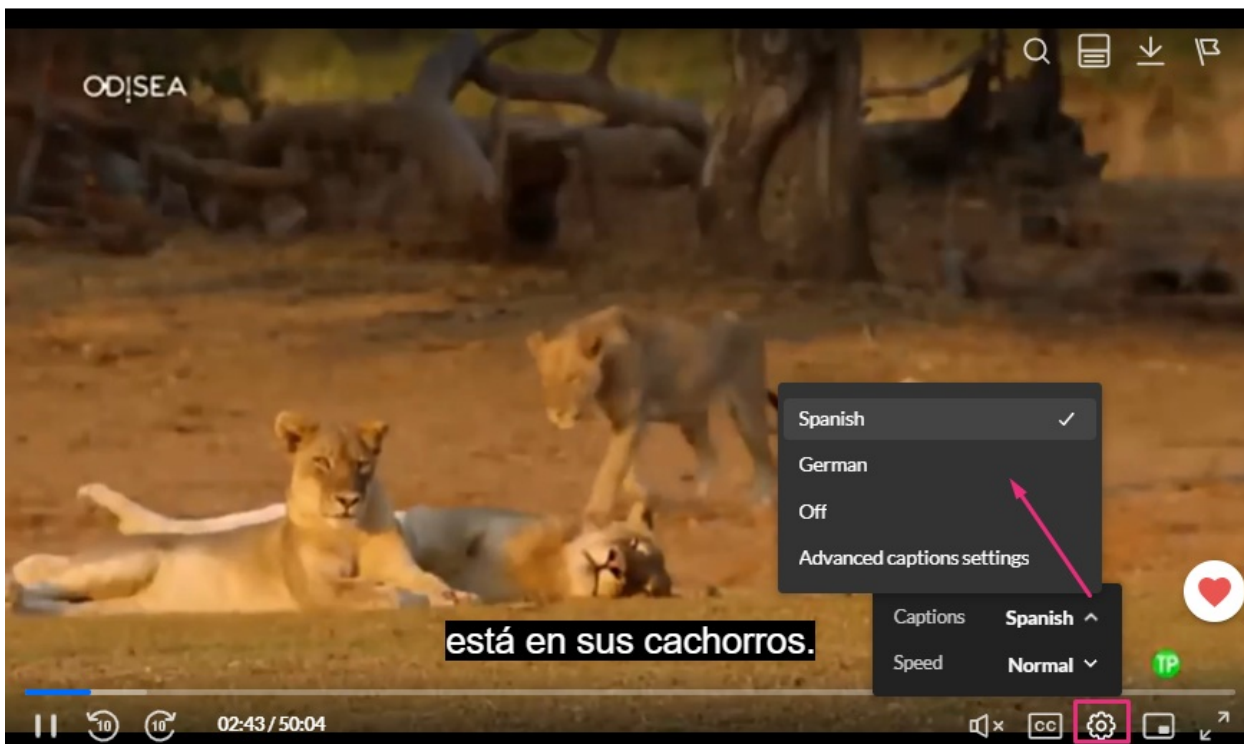 ODISEA
Spanish
German
Off
Advanced captions settings
Captions Spanish
está en sus cachorros.
Speed Normal
TP
10 10 02:43 / 50:04 CC